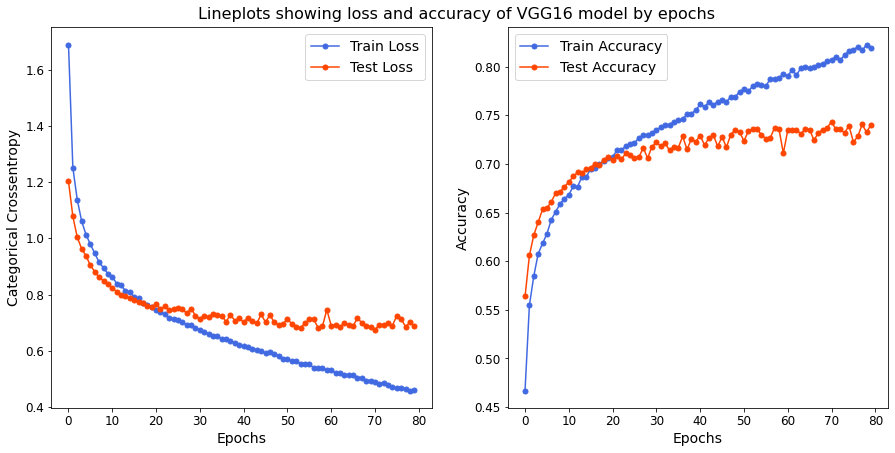 Lineplots showing loss and accuracy of VGG16 model by epochs
Train Loss
Test Loss
Categorical Crossentropy
1.6
1.4
1.2
1.0
0.8
0.6
0.4
0 10 20 30 40 50 60 70 80
Epochs
Train Accuracy
Test Accuracy
Accuracy
0.80
0.75
0.70
0.65
0.60
0.55
0.50
0.45
0 10 20 30 40 50 60 70 80
Epochs